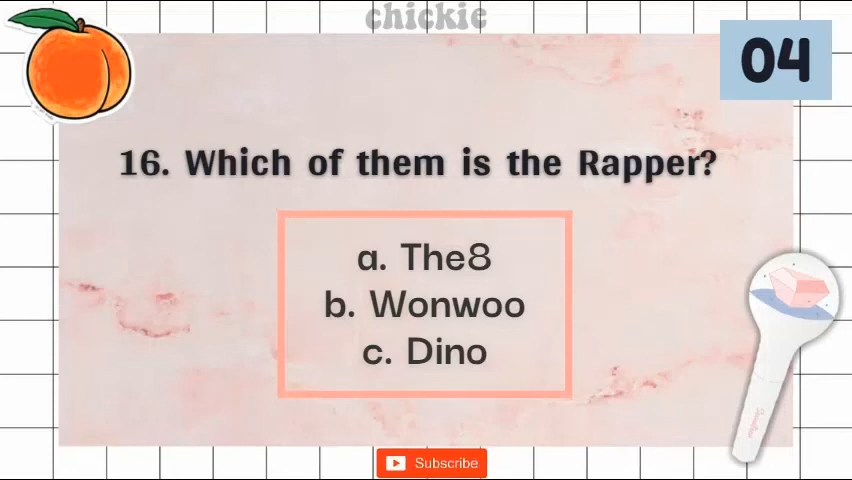 chickie
04
16. Which of them is the Rapper?
a. The8
b. Wonwoo
c. Dino
Subscribe